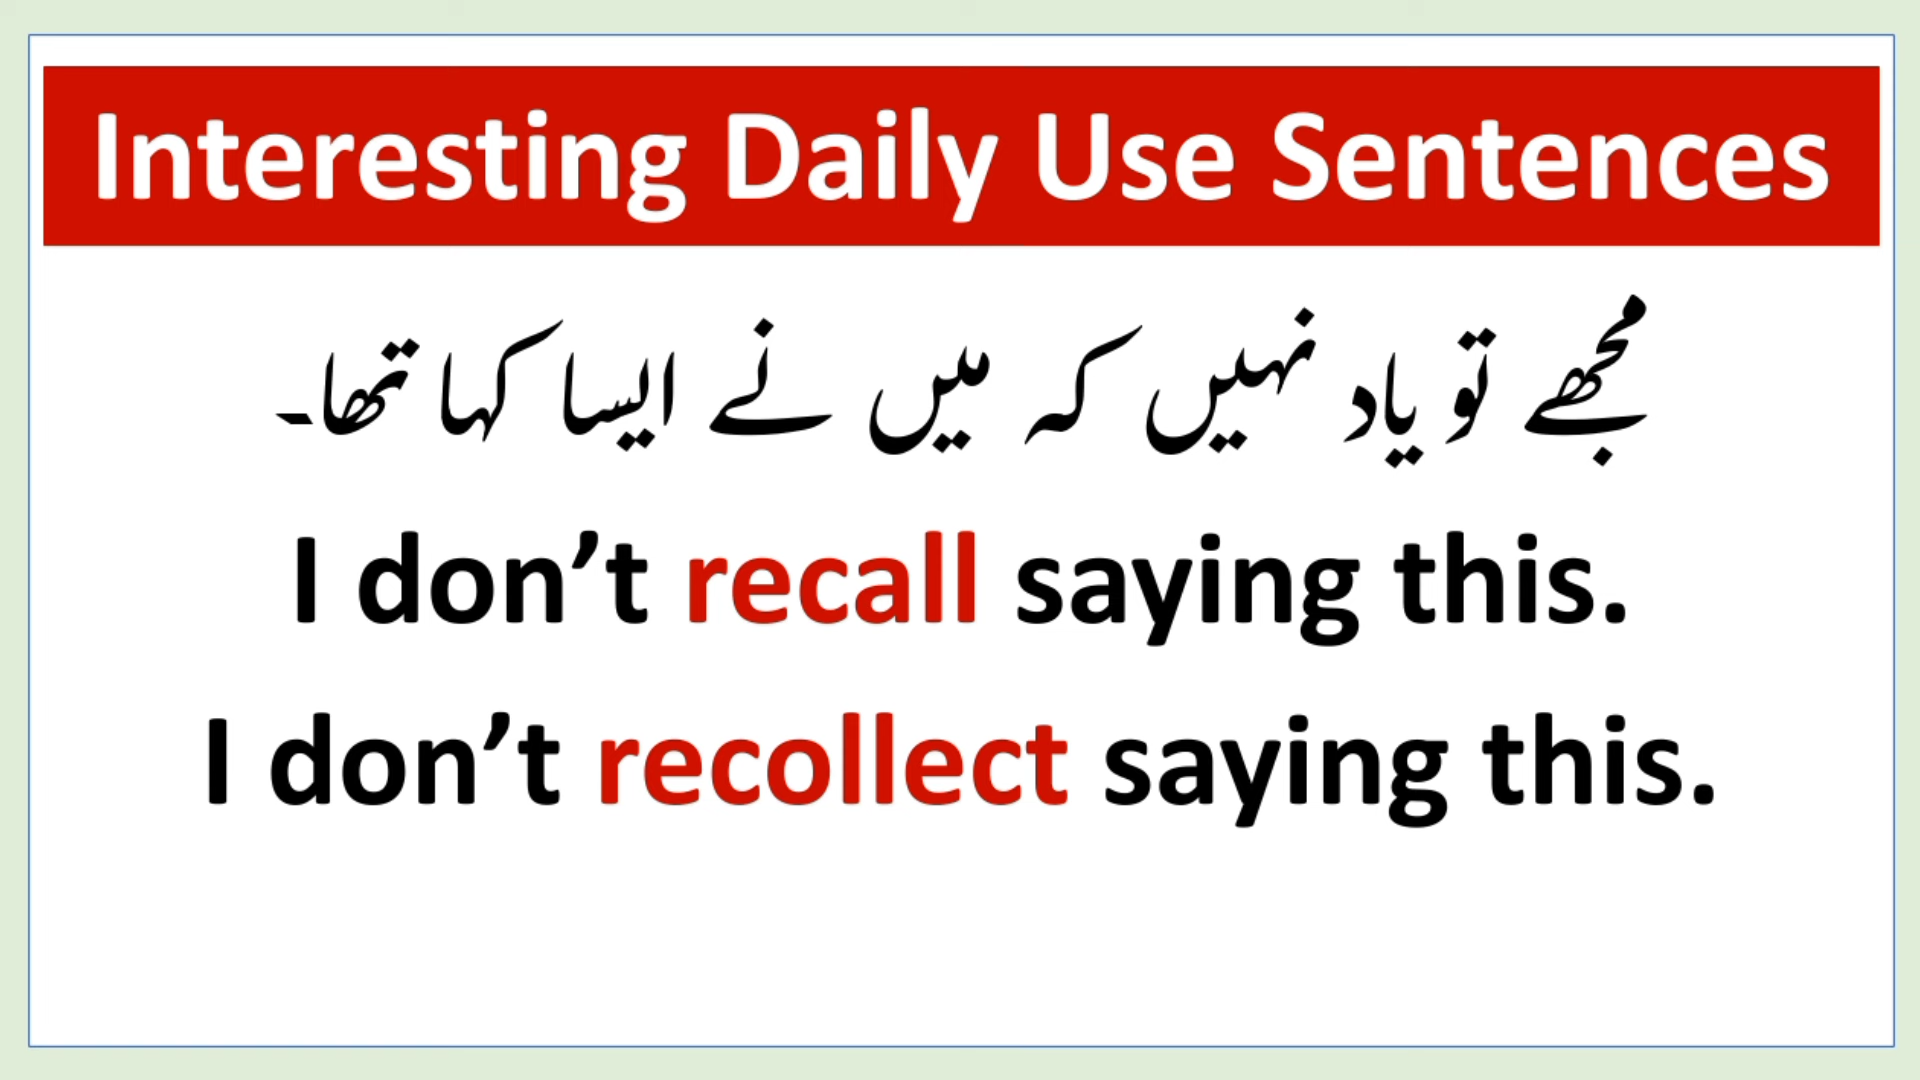 Interesting Daily Use Sentences
مجھے تو یاد نہیں کہ میں نے ایسا کہا تھا۔
I don’t recall saying this.
I don’t recollect saying this.